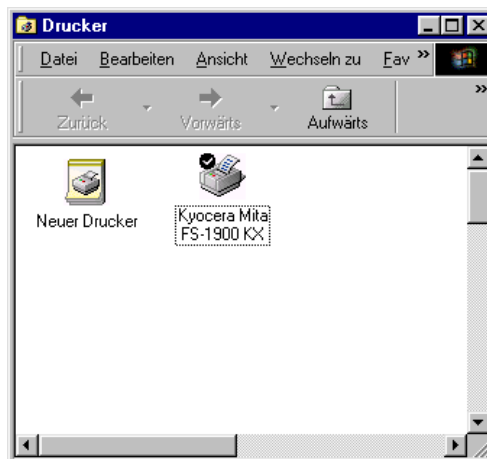 Drucker
Datei Bearbeiten Ansicht Wechseln zu Fav »
Zurück Vorwärts Aufwärts »
Neuer Drucker
Kyocera Mita
FS-1900 KX